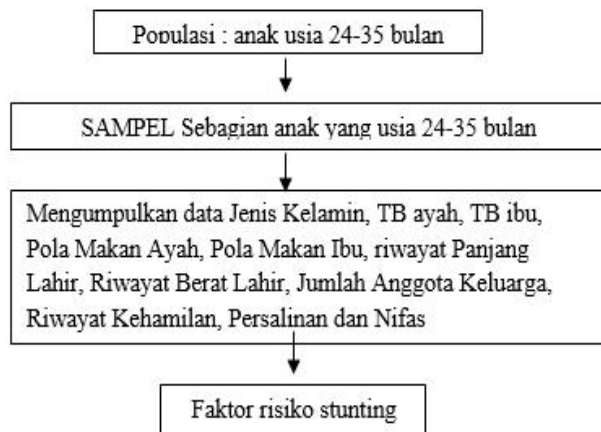 Populasi : anak usia 24-35 bulan
SAMPEL Sebagian anak yang usia 24-35 bulan
Mengumpulkan data Jenis Kelamin, TB ayah, TB ibu,
Pola Makan Ayah, Pola Makan Ibu, riwayat Panjang
Lahir, Riwayat Berat Lahir, Jumlah Anggota Keluarga,
Riwayat Kehamilan, Persalinan dan Nifas
Faktor risiko stunting